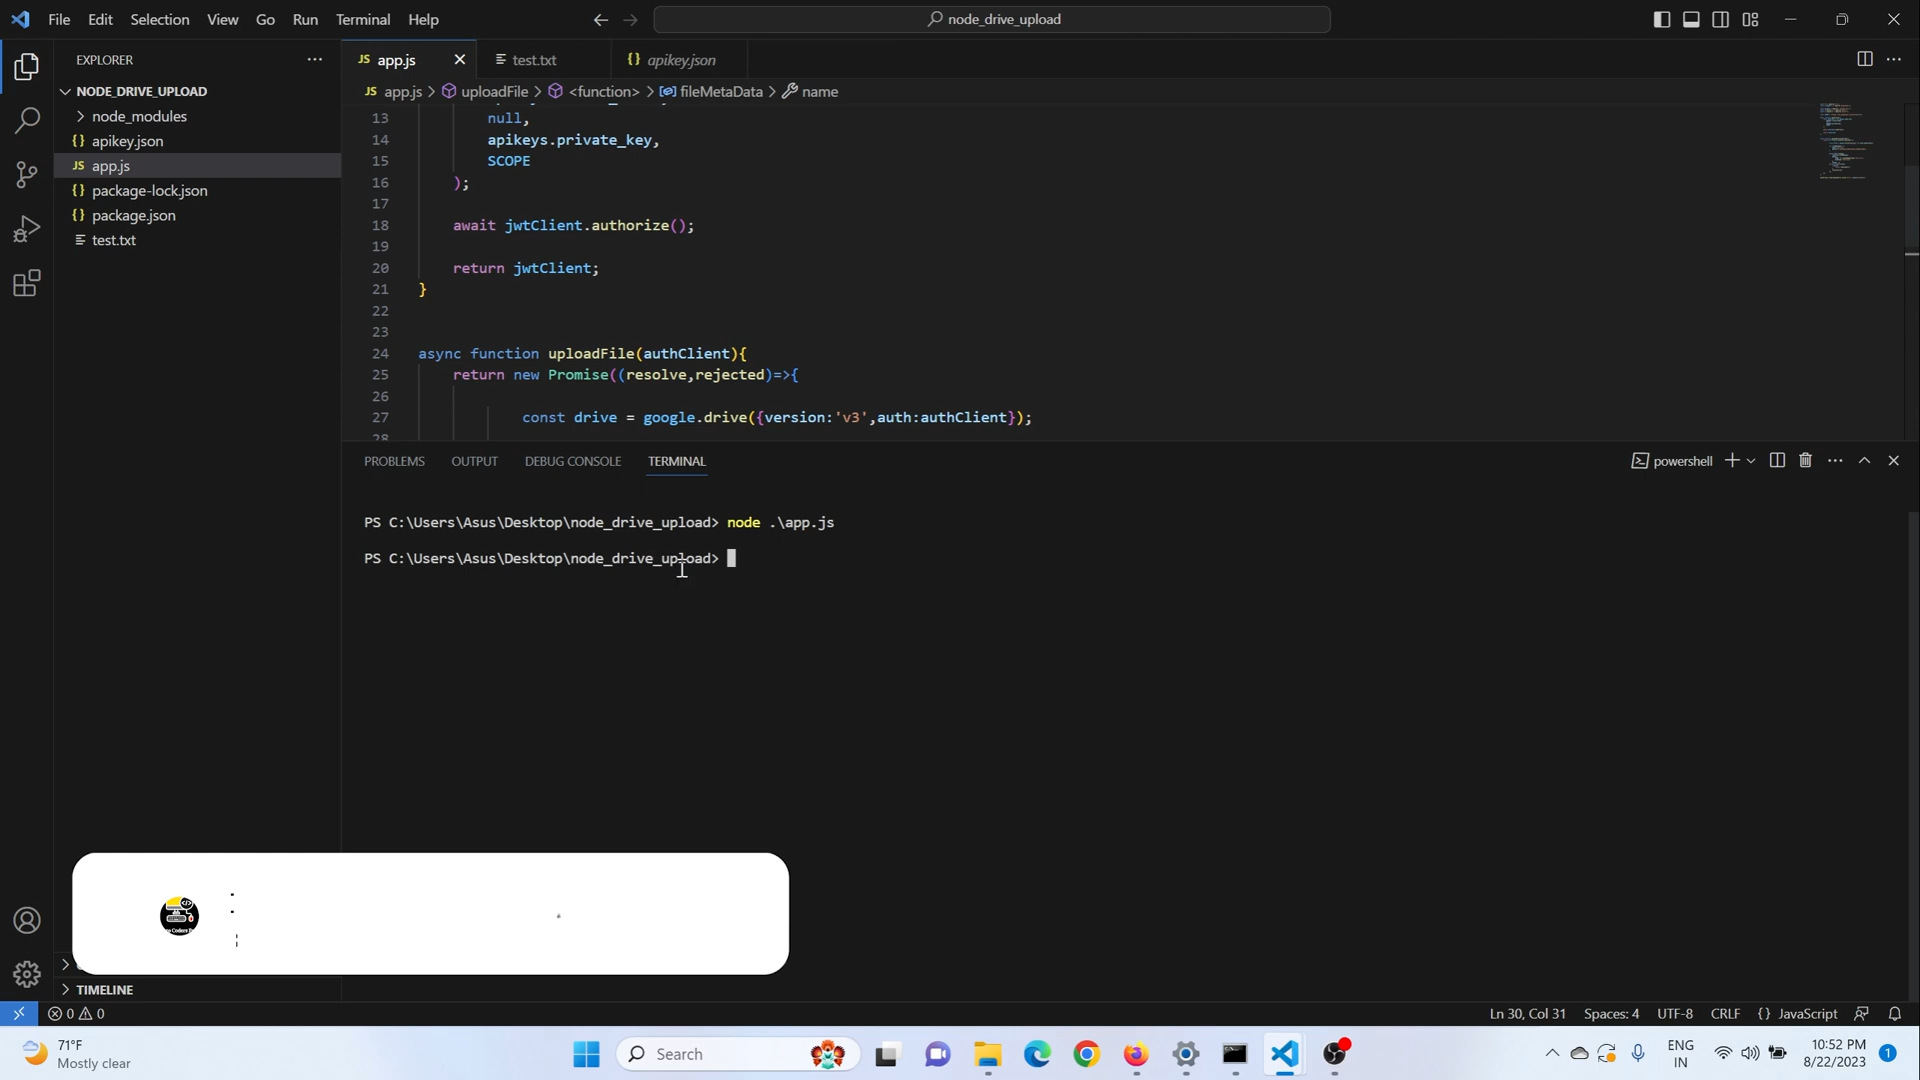 File Edit Selection View Go Run Terminal Help
node_drive_upload
EXPLORER
NODE_DRIVE_UPLOAD
node_modules
{} apikey.json
JS app.js
{} package-lock.json
{} package.json
test.txt
TIMELINE
JS app.js
test.txt
{} apikey.json
JS app.js > uploadFile > <function> > fileMetaData > name
13 null,
14 apikeys.private_key,
15 SCOPE
16 );
17
18 await jwtClient.authorize();
19
20 return jwtClient;
21 }
22
23
24 async function uploadFile(authClient){
25 return new Promise((resolve,rejected)=>{
26
27 const drive = google.drive({version:'v3',auth:authClient});
28
PROBLEMS OUTPUT DEBUG CONSOLE TERMINAL
powershell
PS C:\Users\Asus\Desktop\node_drive_upload> node .\app.js
PS C:\Users\Asus\Desktop\node_drive_upload>
0 0
Ln 30, Col 31 Spaces: 4 UTF-8 CRLF {} JavaScript
71°F
Mostly clear
Search
ENG
IN
10:52 PM
8/22/2023
1